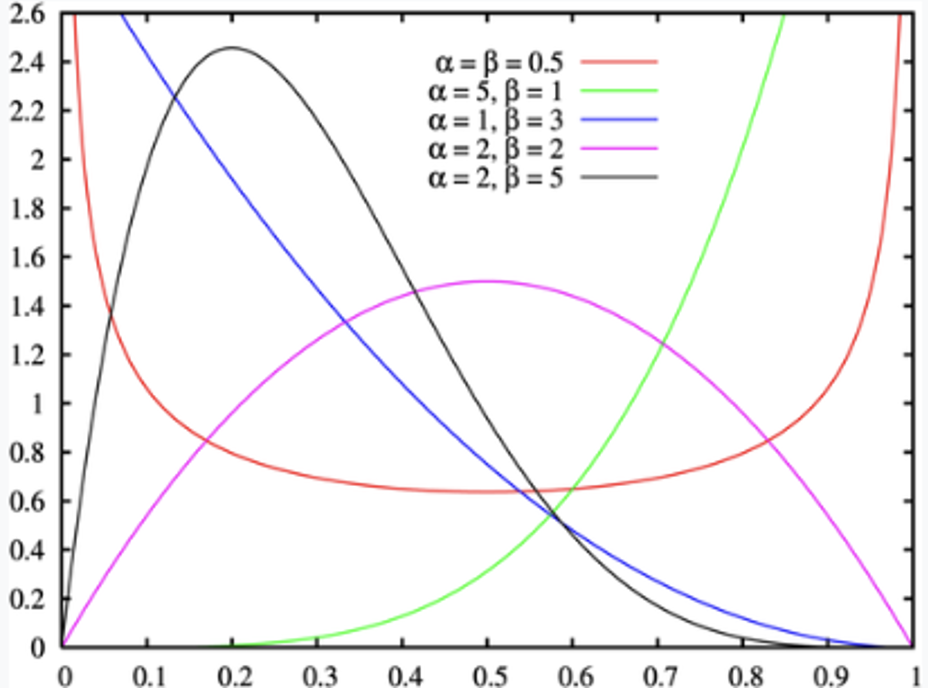 2.6
2.4
2.2
2
1.8
1.6
1.4
1.2
1
0.8
0.6
0.4
0.2
0
α = β = 0.5
α = 5, β = 1
α = 1, β = 3
α = 2, β = 2
α = 2, β = 5
0 0.1 0.2 0.3 0.4 0.5 0.6 0.7 0.8 0.9 1